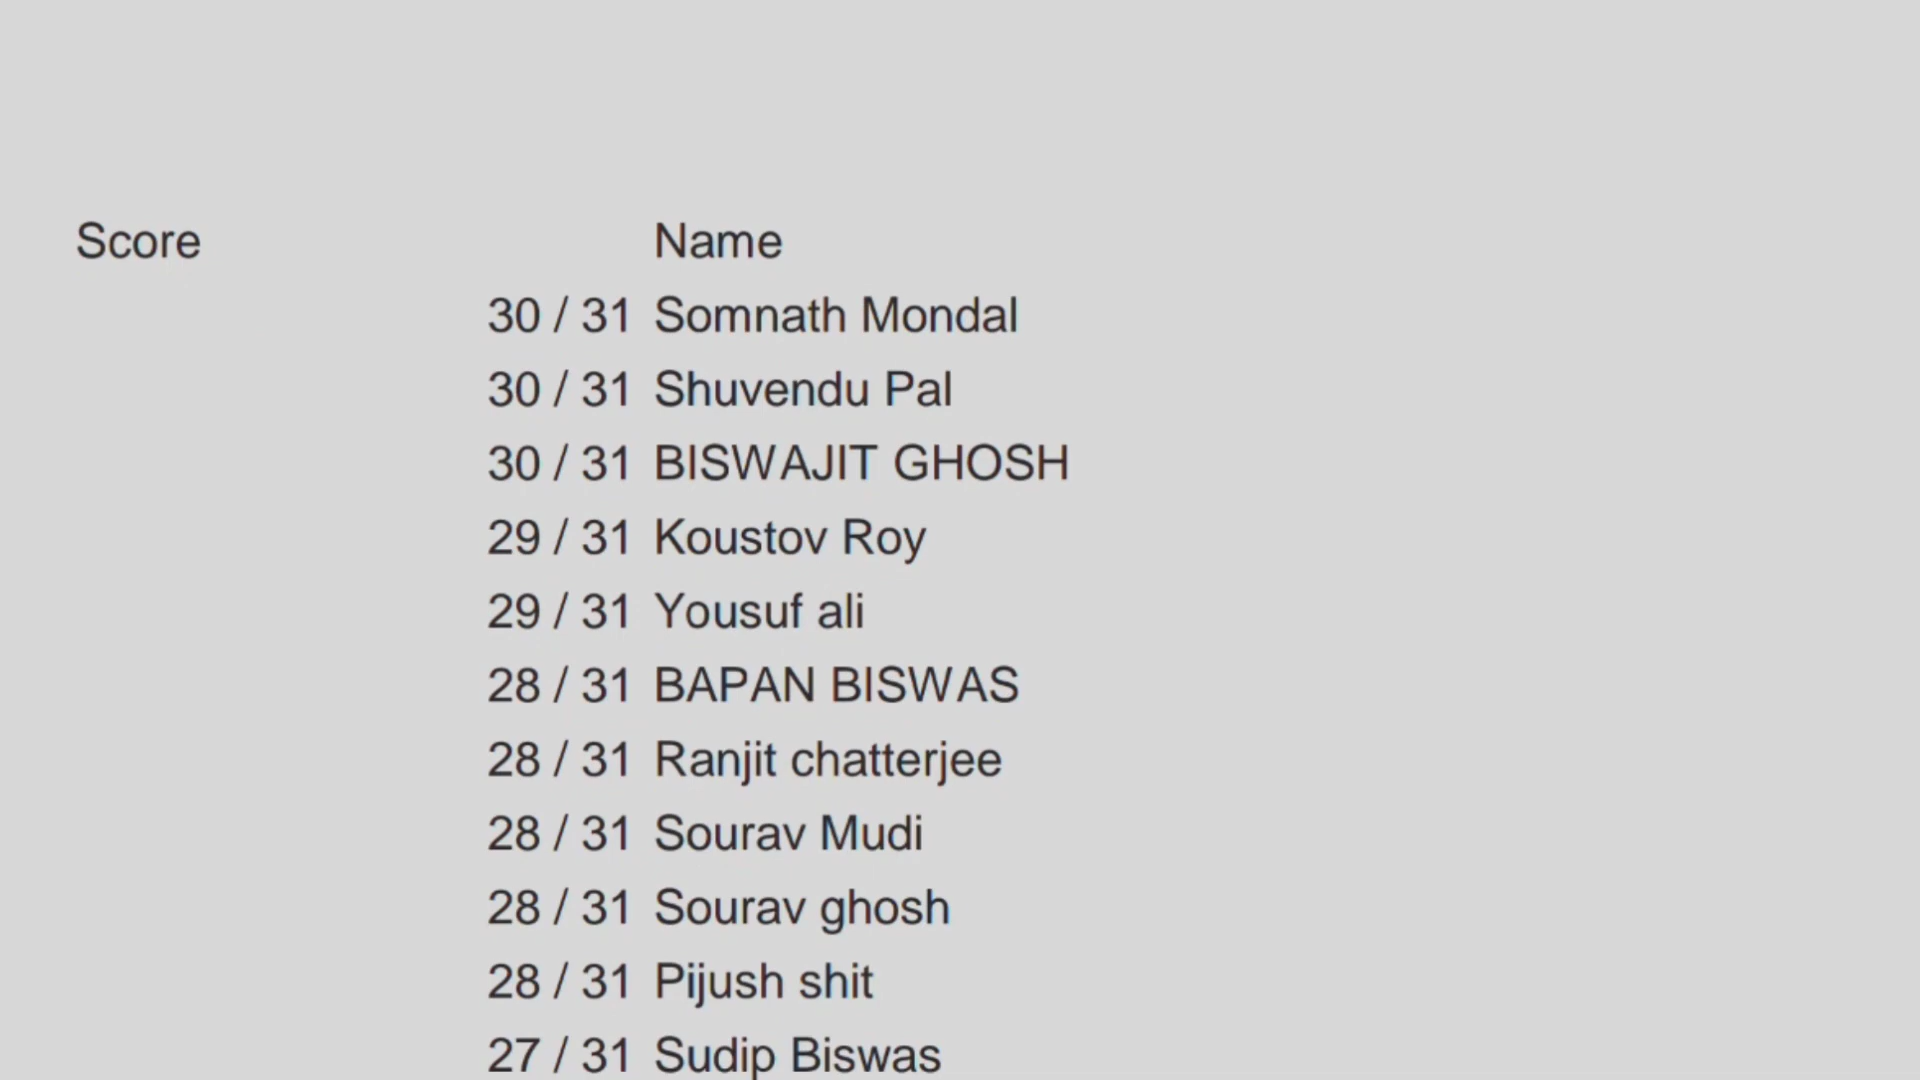 Score Name
30 / 31 Somnath Mondal
30 / 31 Shuvendu Pal
30 / 31 BISWAJIT GHOSH
29 / 31 Koustov Roy
29 / 31 Yousuf ali
28 / 31 BAPAN BISWAS
28 / 31 Ranjit chatterjee
28 / 31 Sourav Mudi
28 / 31 Sourav ghosh
28 / 31 Pijush shit
27 / 31 Sudip Biswas